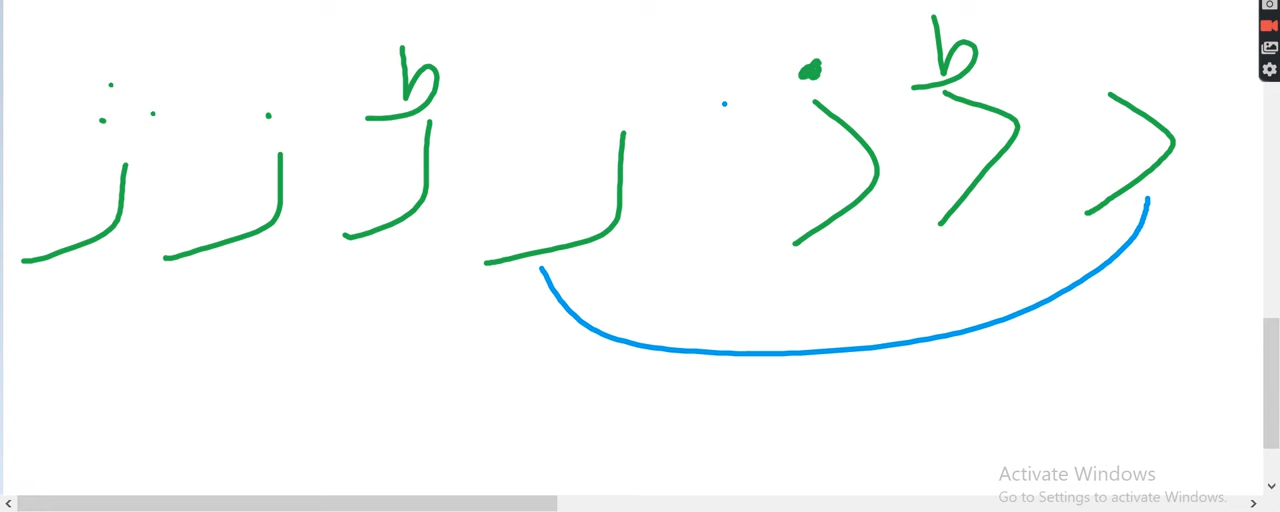 د ڈ ذ ر ڑ ز ژ
Activate Windows
Go to Settings to activate Windows.